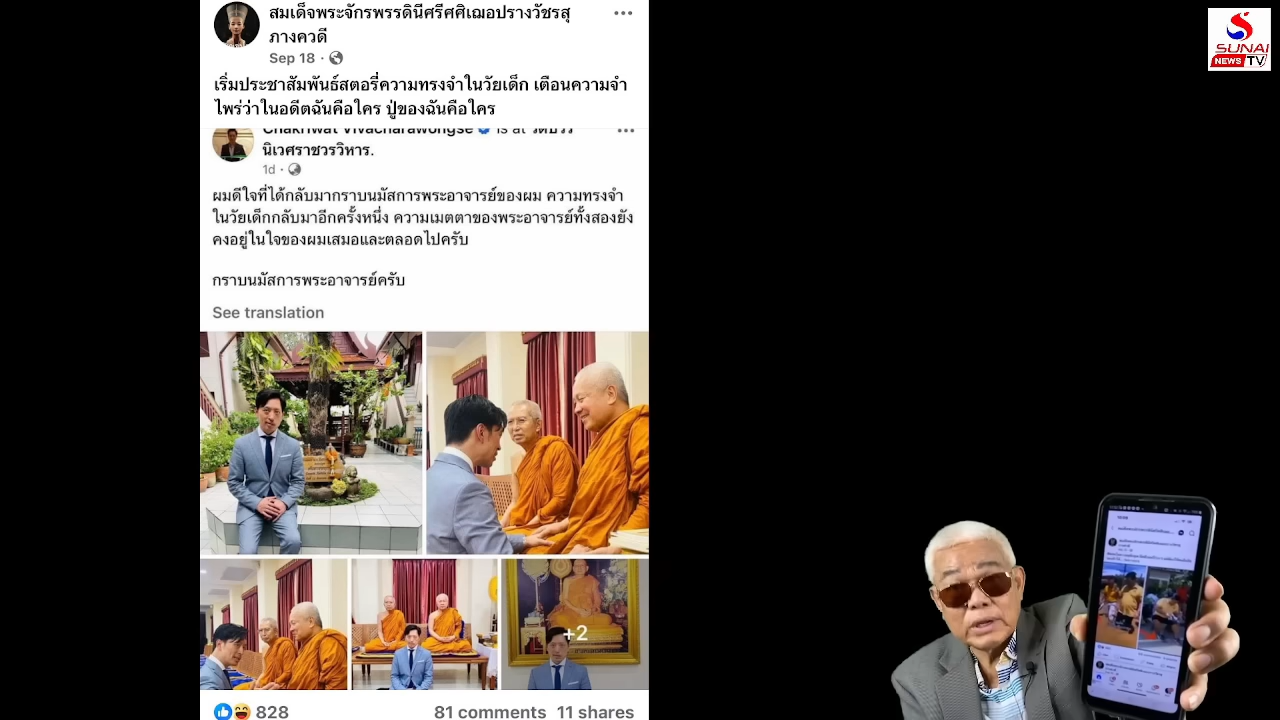 สมเด็จพระจักรพรรดินีศรีศศิเฌอปรางวัชรสุ
ภางควดี
Sep 18 ·
เริ่มประชาสัมพันธ์สตอรี่ความทรงจำในวัยเด็ก เตือนความจำ
ไพร่ว่าในอดีตฉันคือใคร ปู่ของฉันคือใคร
Chakriwat Vivacharawongse is at วัดบวร
นิเวศราชวรวิหาร.
1d ·
ผมดีใจที่ได้กลับมากราบนมัสการพระอาจารย์ของผม ความทรงจำ
ในวัยเด็กกลับมาอีกครั้งหนึ่ง ความเมตตาของพระอาจารย์ทั้งสองยัง
คงอยู่ในใจของผมเสมอและตลอดไปครับ
กราบนมัสการพระอาจารย์ครับ
See translation
+2
828
81 comments 11 shares
SUNAI
NEWS TV